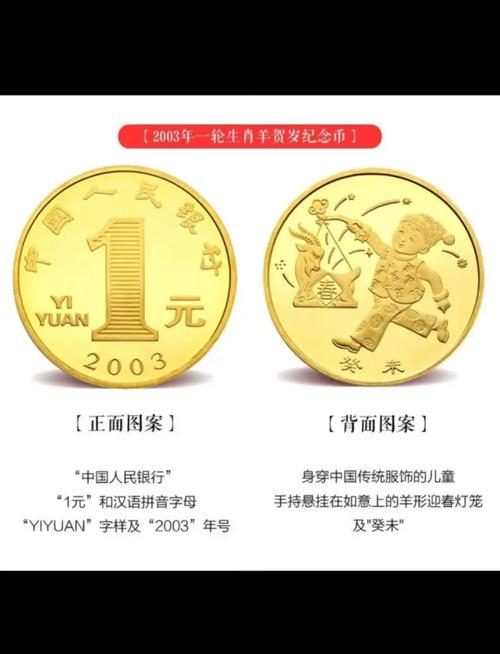 【2003年一轮生肖羊贺岁纪念币】
中国人民银行
1
YI
YUAN
元
2003
春
癸未
【正面图案】
【背面图案】
“中国人民银行”
“1元”和汉语拼音字母
“YIYUAN”字样及“2003”年号
身穿中国传统服饰的儿童
手持悬挂在如意上的羊形迎春灯笼
及"癸未"